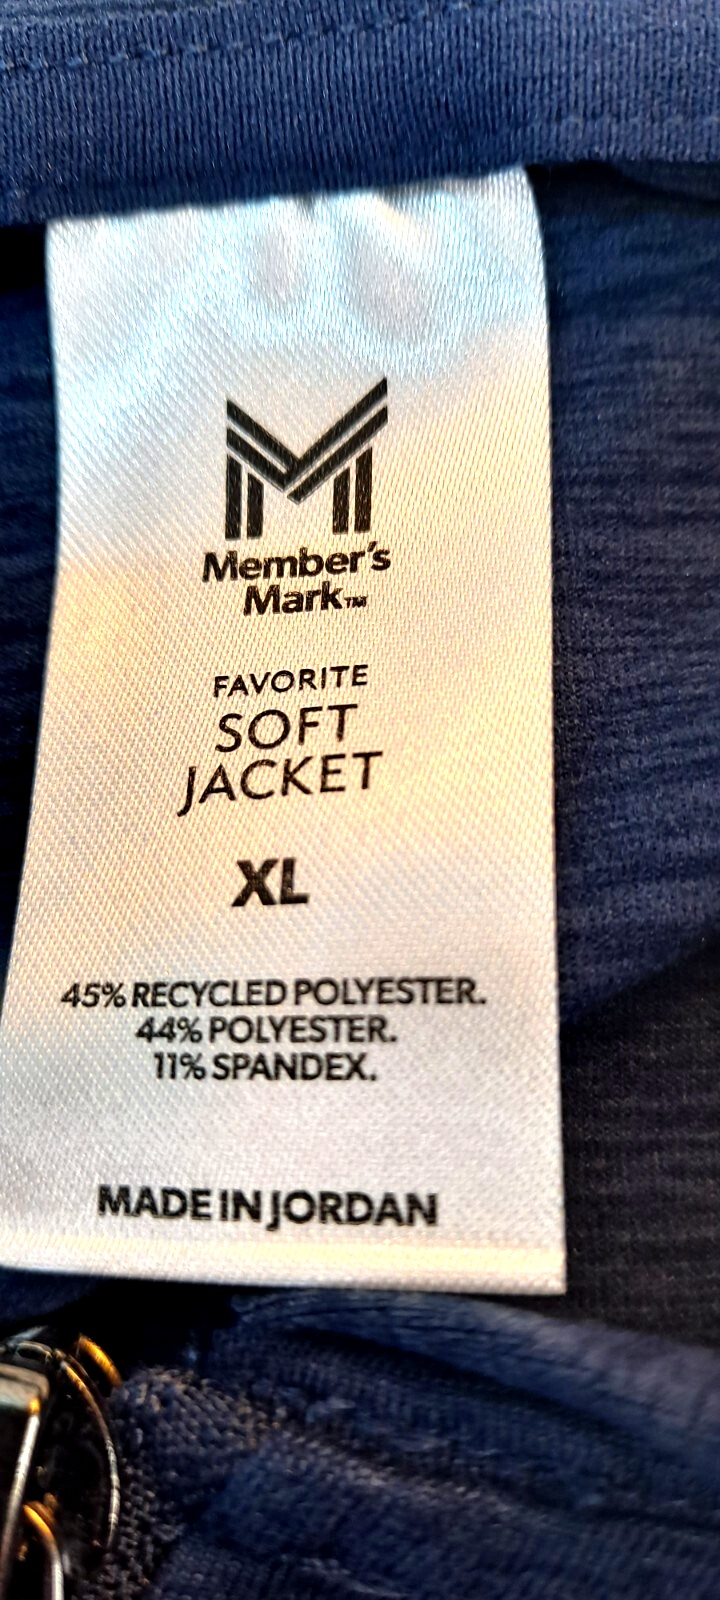 Member's
Mark™
FAVORITE
SOFT
JACKET
XL
45% RECYCLED POLYESTER.
44% POLYESTER.
11% SPANDEX.
MADE IN JORDAN